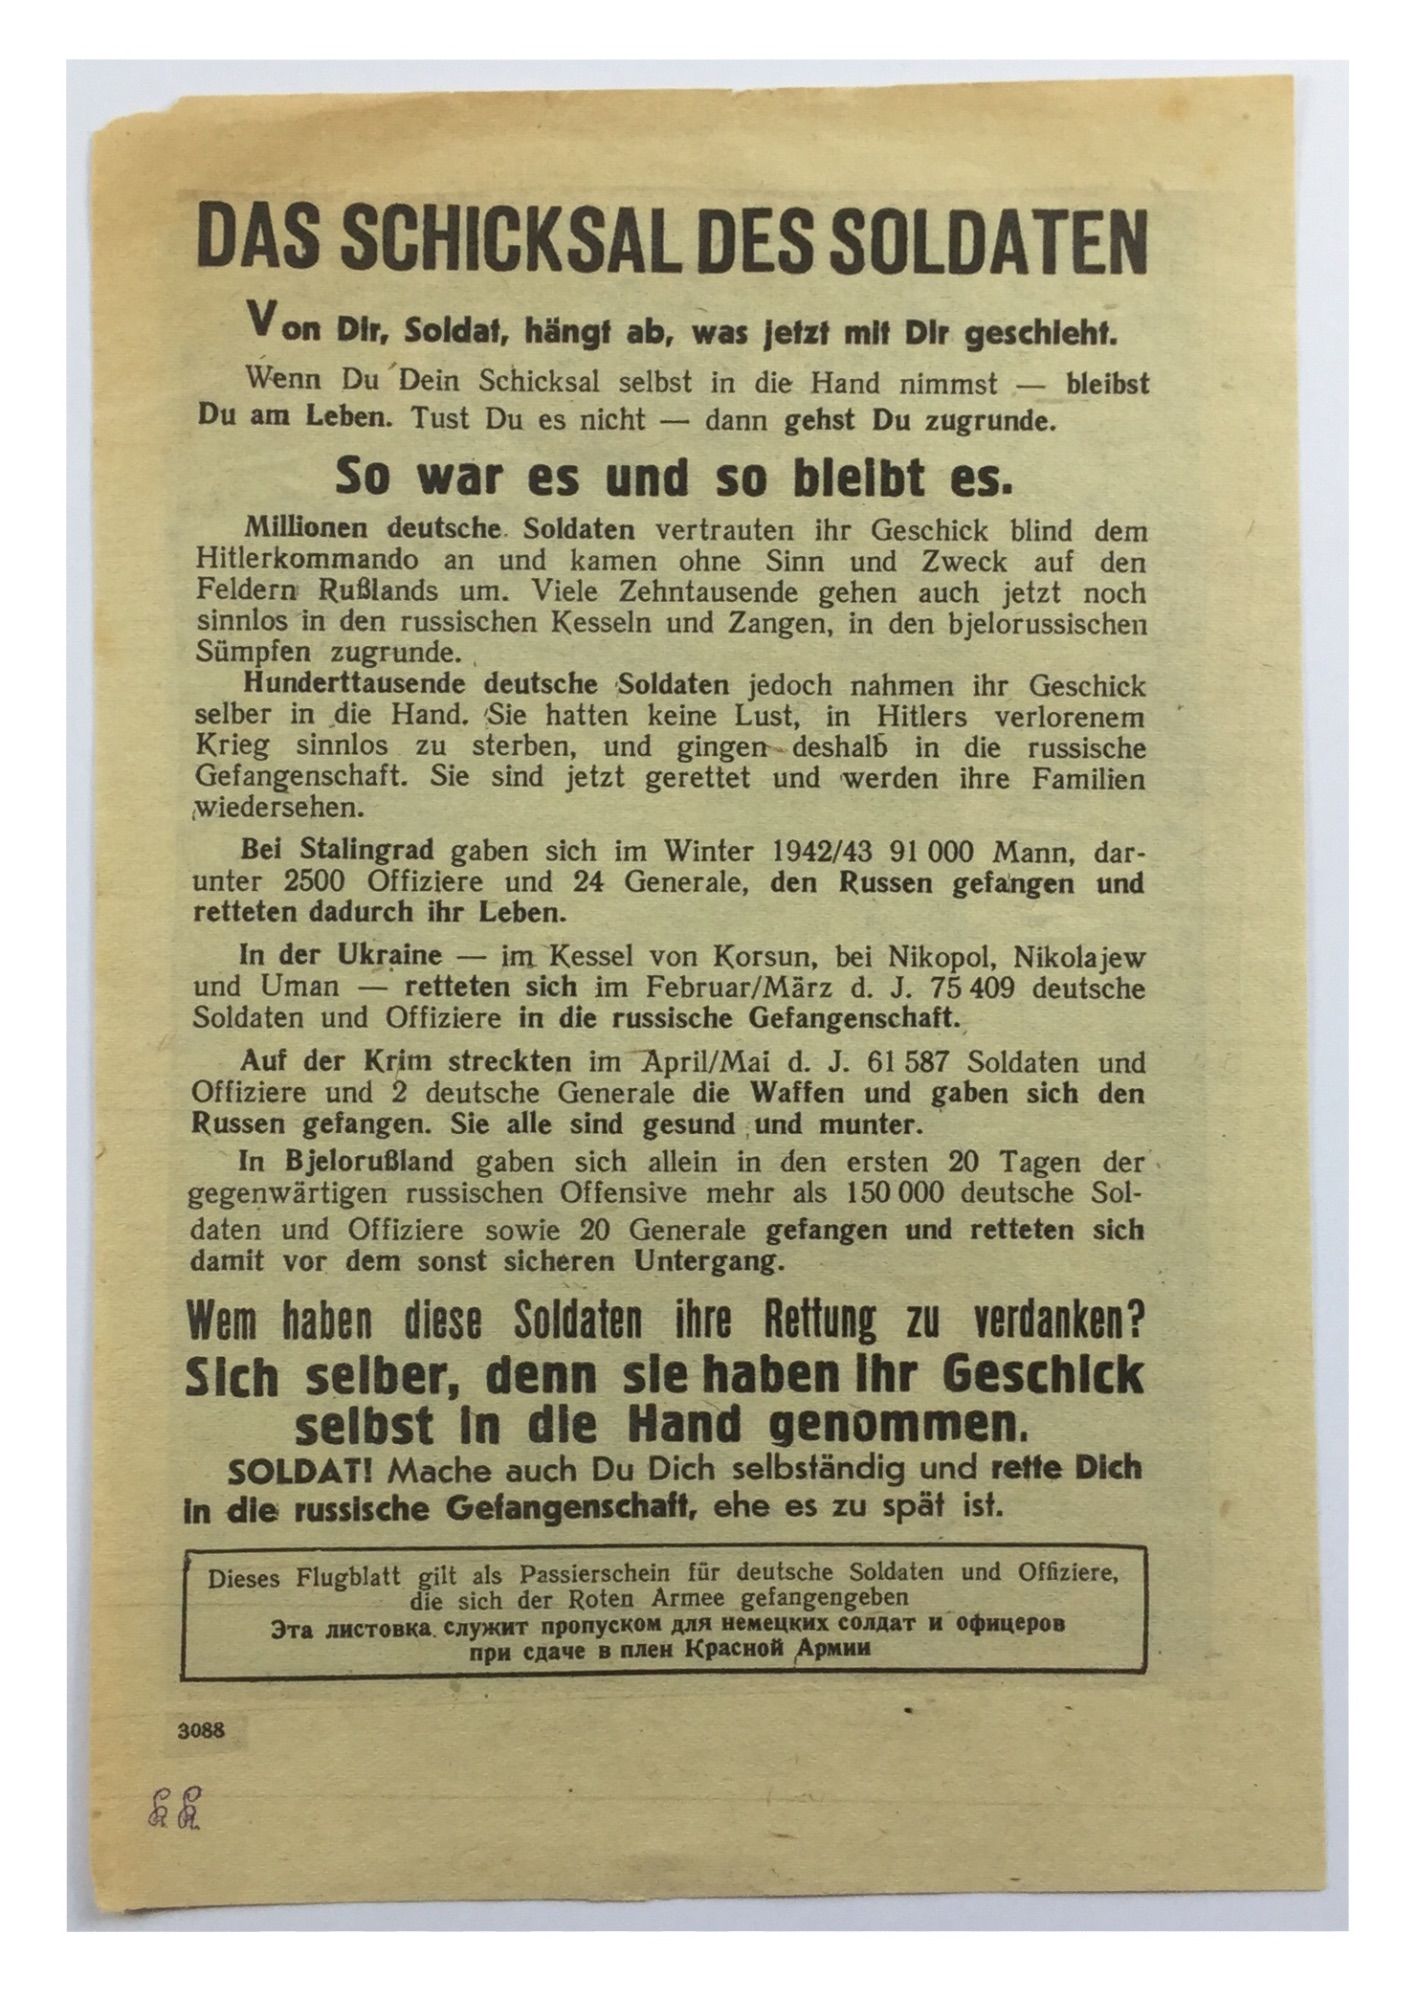 DAS SCHICKSAL DES SOLDATEN
Von Dir, Soldat, hängt ab, was jetzt mit Dir geschieht.
Wenn Du Dein Schicksal selbst in die Hand nimmst — bleibst
Du am Leben. Tust Du es nicht — dann gehst Du zugrunde.
So war es und so bleibt es.
Millionen deutsche Soldaten vertrauten ihr Geschick blind dem
Hitlerkommando an und kamen ohne Sinn und Zweck auf den
Feldern Rußlands um. Viele Zehntausende gehen auch jetzt noch
sinnlos in den russischen Kesseln und Zangen, in den bjelorussischen
Sümpfen zugrunde.
Hunderttausende deutsche Soldaten jedoch nahmen ihr Geschick
selber in die Hand. Sie hatten keine Lust, in Hitlers verlorenem
Krieg sinnlos zu sterben, und gingen deshalb in die russische
Gefangenschaft. Sie sind jetzt gerettet und werden ihre Familien
wiedersehen.
Bei Stalingrad gaben sich im Winter 1942/43 91 000 Mann, dar-
unter 2500 Offiziere und 24 Generale, den Russen gefangen und
retteten dadurch ihr Leben.
In der Ukraine — im Kessel von Korsun, bei Nikopol, Nikolajew
und Uman — retteten sich im Februar/März d. J. 75 409 deutsche
Soldaten und Offiziere in die russische Gefangenschaft.
Auf der Krim streckten im April/Mai d. J. 61 587 Soldaten und
Offiziere und 2 deutsche Generale die Waffen und gaben sich den
Russen gefangen. Sie alle sind gesund und munter.
In Bjelorußland gaben sich allein in den ersten 20 Tagen der
gegenwärtigen russischen Offensive mehr als 150 000 deutsche Sol-
daten und Offiziere sowie 20 Generale gefangen und retteten sich
damit vor dem sonst sicheren Untergang.
Wem haben diese Soldaten ihre Rettung zu verdanken?
Sich selber, denn sie haben ihr Geschick
selbst in die Hand genommen.
SOLDAT! Mache auch Du Dich selbständig und rette Dich
in die russische Gefangenschaft, ehe es zu spät ist.
Dieses Flugblatt gilt als Passierschein für deutsche Soldaten und Offiziere,
die sich der Roten Armee gefangengeben
Эта листовка служит пропуском для немецких солдат и офицеров
при сдаче в плен Красной Армии
3088